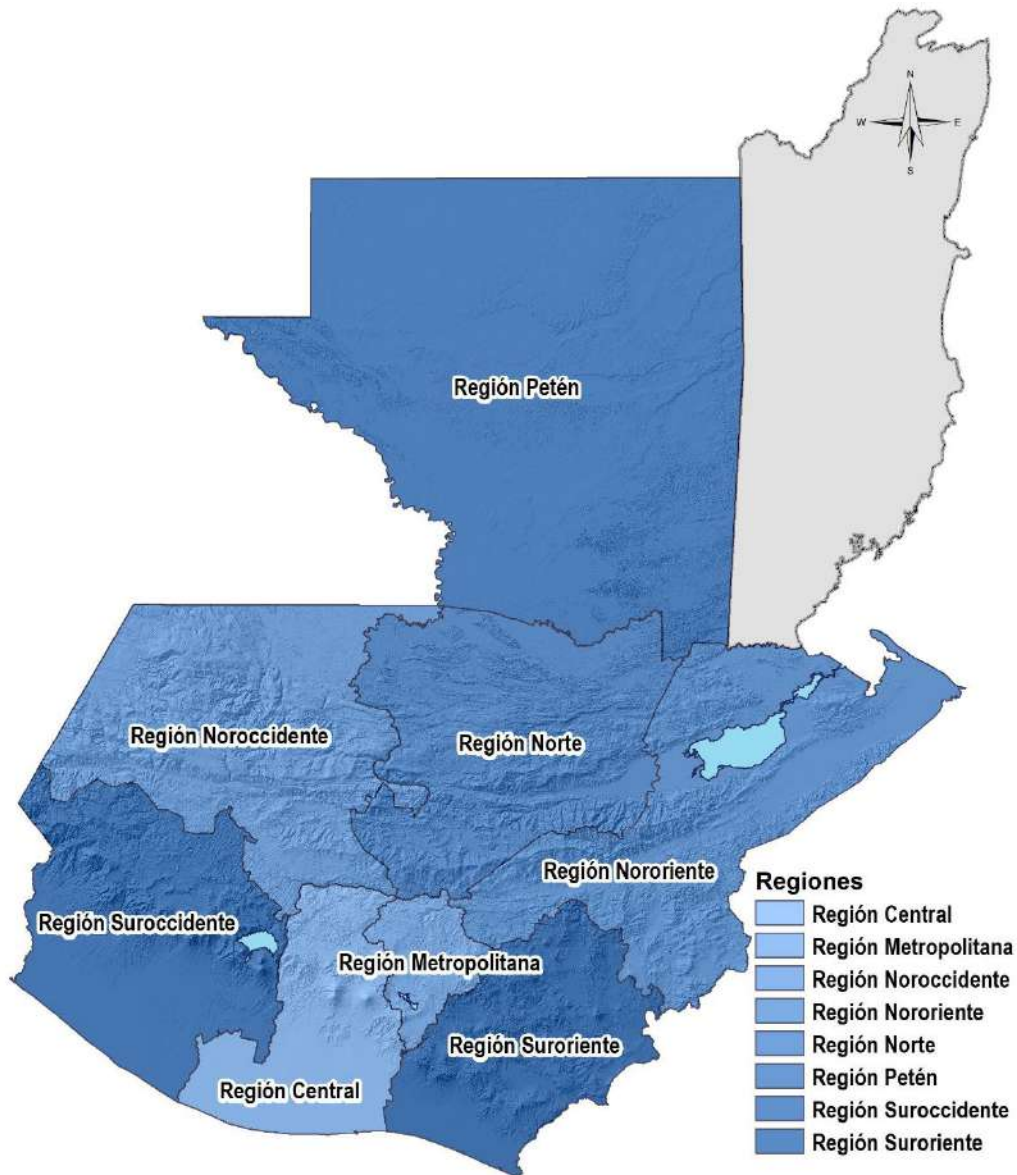 N
W E
S
Región Petén
Región Noroccidente
Región Norte
Región Nororiente
Región Suroccidente
Región Metropolitana
Región Suroriente
Región Central
Regiones
Región Central
Región Metropolitana
Región Noroccidente
Región Nororiente
Región Norte
Región Petén
Región Suroccidente
Región Suroriente